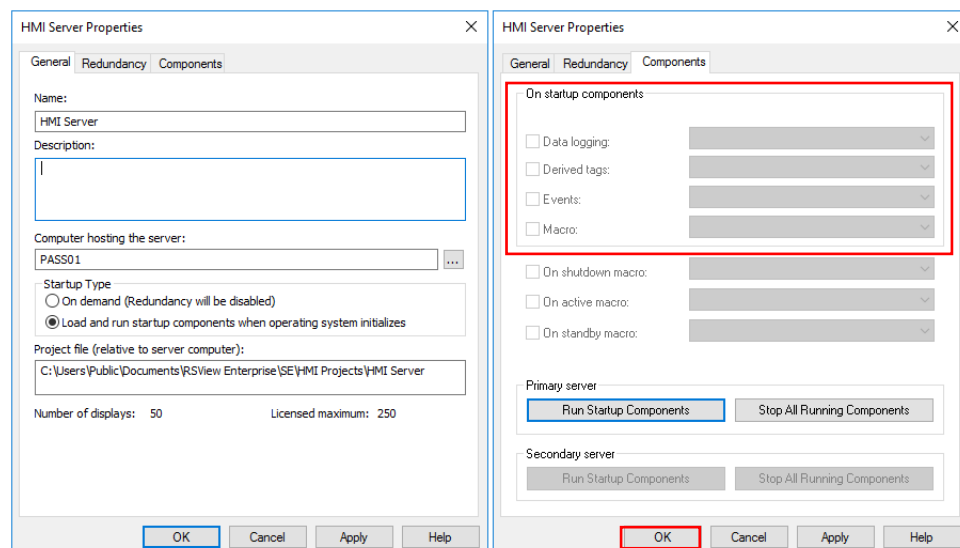 HMI Server Properties
General Redundancy Components
Name:
HMI Server
Description:
Computer hosting the server:
PASS01
...
Startup Type
On demand (Redundancy will be disabled)
Load and run startup components when operating system initializes
Project file (relative to server computer):
C:\Users\Public\Documents\RSView Enterprise\SE\HMI Projects\HMI Server
Number of displays: 50 Licensed maximum: 250
OK Cancel Apply Help
HMI Server Properties
General Redundancy Components
On startup components
Data logging:
Derived tags:
Events:
Macro:
On shutdown macro:
On active macro:
On standby macro:
Primary server
Run Startup Components Stop All Running Components
Secondary server
Run Startup Components Stop All Running Components
OK Cancel Apply Help